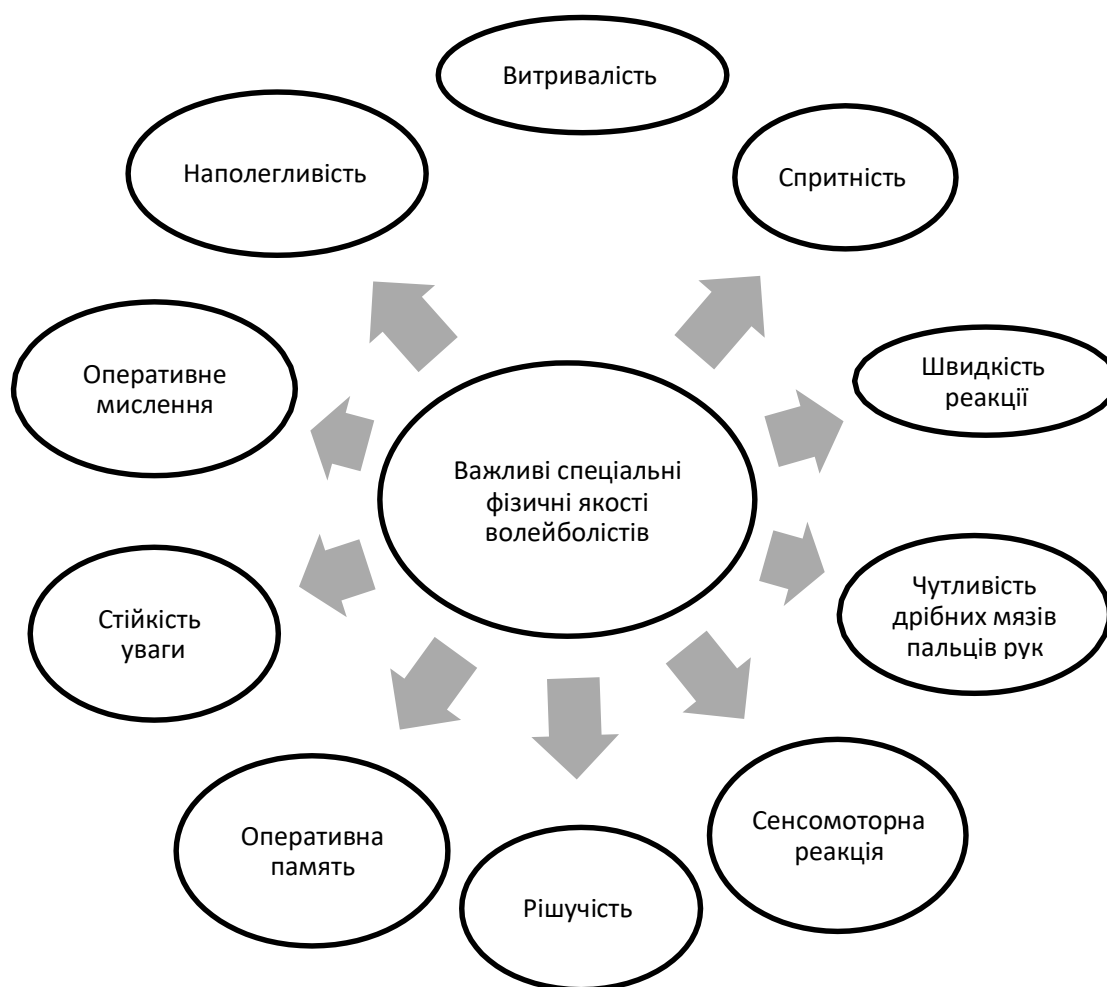 Витривалість
Наполегливість
Спритність
Швидкість
реакції
Оперативне
мислення
Важливі спеціальні
фізичні якості
волейболістів
Чутливість
дрібних мязів
пальців рук
Стійкість
уваги
Сенсомоторна
реакція
Оперативна
память
Рішучість